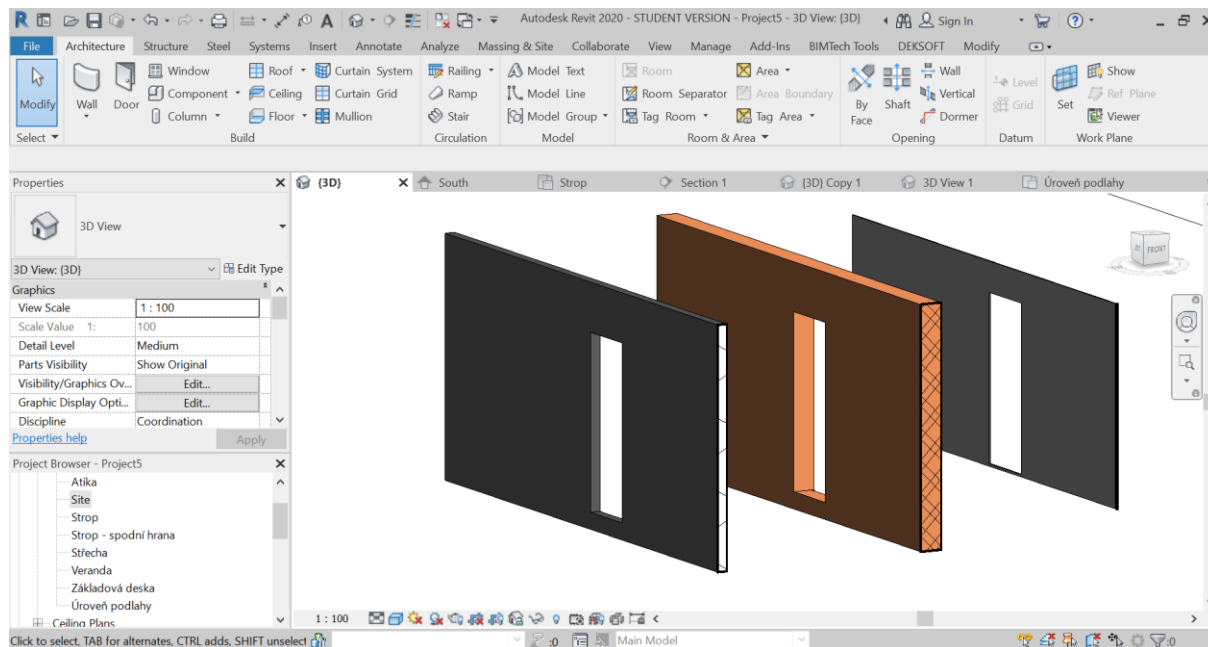 Autodesk Revit 2020 - STUDENT VERSION - Project5 - 3D View: {3D} Sign In
File Architecture Structure Steel Systems Insert Annotate Analyze Massing & Site Collaborate View Manage Add-Ins BIMTech Tools DEKSOFT Modify
Modify
Select
Wall
Door
Window
Component
Column
Roof
Ceiling
Floor
Curtain System
Curtain Grid
Mullion
Build
Railing
Ramp
Stair
Circulation
Model Text
Model Line
Model Group
Model
Room
Room Separator
Tag Room
Area
Area Boundary
Tag Area
Room & Area
By Face
Shaft
Wall
Vertical
Dormer
Opening
Level
Grid
Datum
Set
Show
Ref Plane
Viewer
Work Plane
Properties
{3D} South Strop Section 1 {3D} Copy 1 3D View 1 Úroveň podlahy
3D View
3D View: {3D} Edit Type
Graphics
View Scale 1 : 100
Scale Value 1: 100
Detail Level Medium
Parts Visibility Show Original
Visibility/Graphics Ov... Edit...
Graphic Display Opti... Edit...
Discipline Coordination
Properties help Apply
FRONT
Project Browser - Project5
Atika
Site
Strop
Strop - spodní hrana
Střecha
Veranda
Základová deska
Úroveň podlahy
Ceiling Plans
1 : 100
Click to select, TAB for alternates, CTRL adds, SHIFT unselect :0 Main Model :0